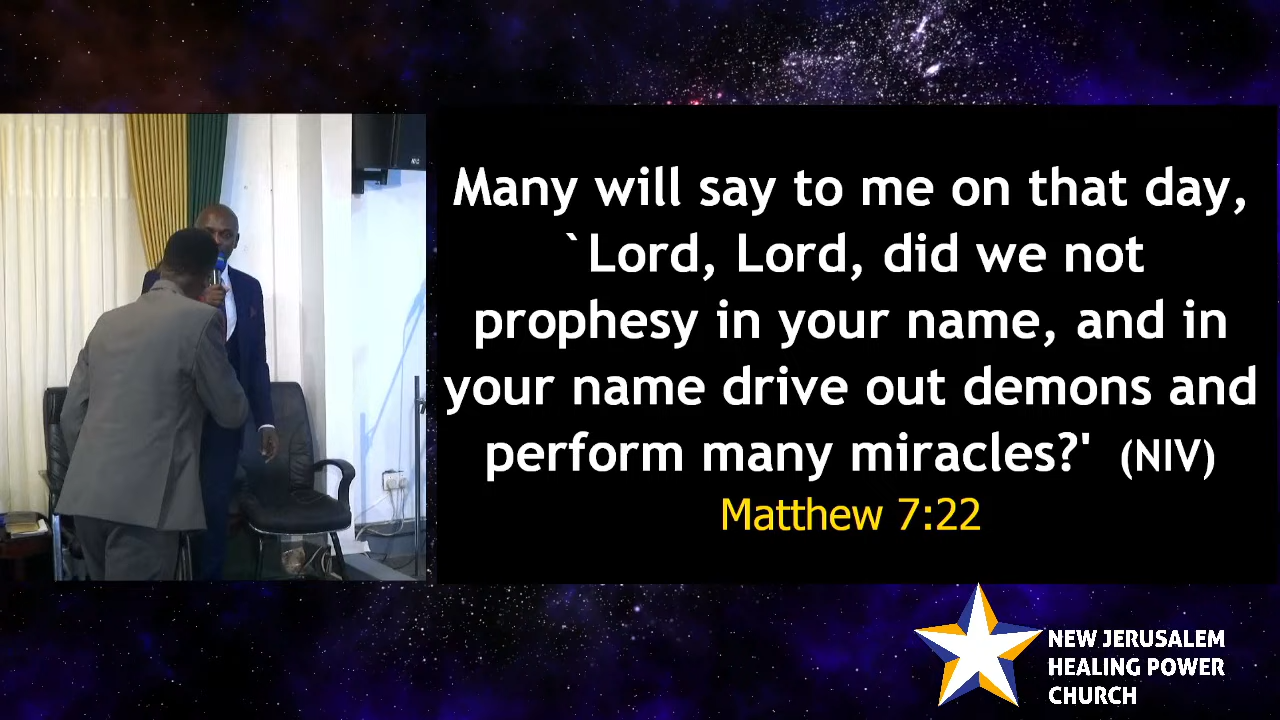 Many will say to me on that day,
`Lord, Lord, did we not
prophesy in your name, and in
your name drive out demons and
perform many miracles?' (NIV)
Matthew 7:22
NEW JERUSALEM
HEALING POWER
CHURCH